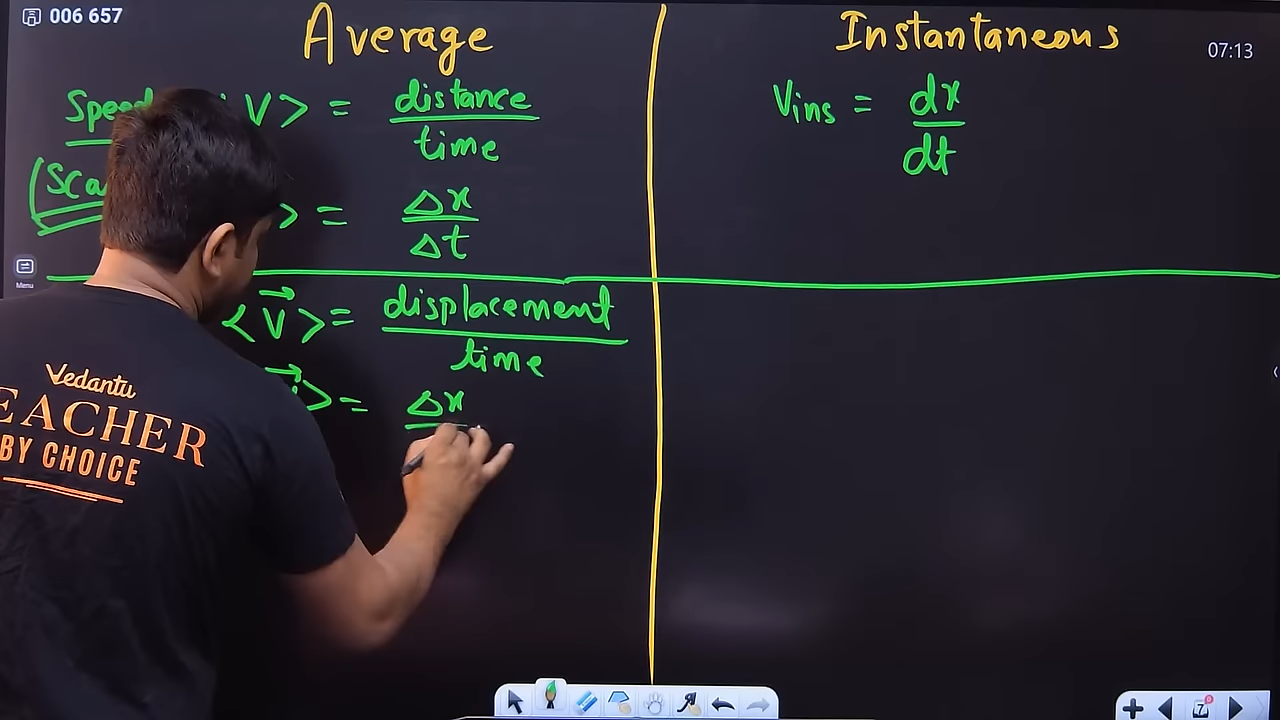 006 657
07:13
Average
Instantaneous
V> = distance / time
> = Δx / Δt
Vins = dx / dt
<V> = displacement / time
> = Δx
Menu
Vedantu
EACHER
BY CHOICE
7